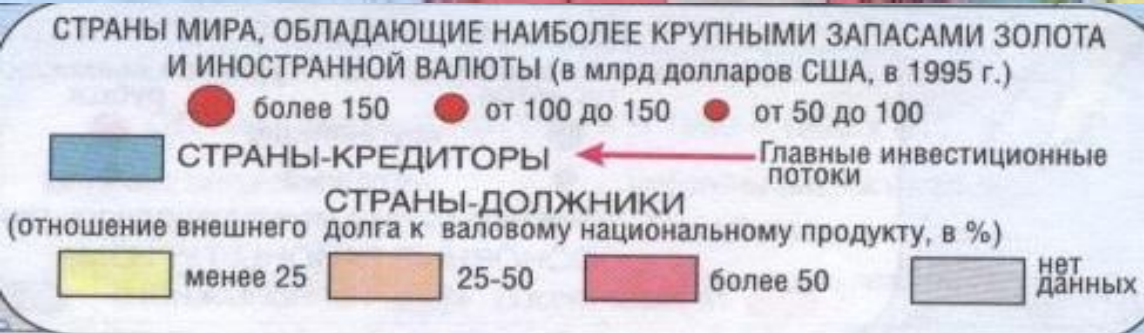 СТРАНЫ МИРА, ОБЛАДАЮЩИЕ НАИБОЛЕЕ КРУПНЫМИ ЗАПАСАМИ ЗОЛОТА
И ИНОСТРАННОЙ ВАЛЮТЫ (в млрд долларов США, в 1995 г.)
более 150 от 100 до 150 от 50 до 100
СТРАНЫ-КРЕДИТОРЫ Главные инвестиционные
потоки
СТРАНЫ-ДОЛЖНИКИ
(отношение внешнего долга к валовому национальному продукту, в %)
менее 25 25-50 более 50 нет
данных